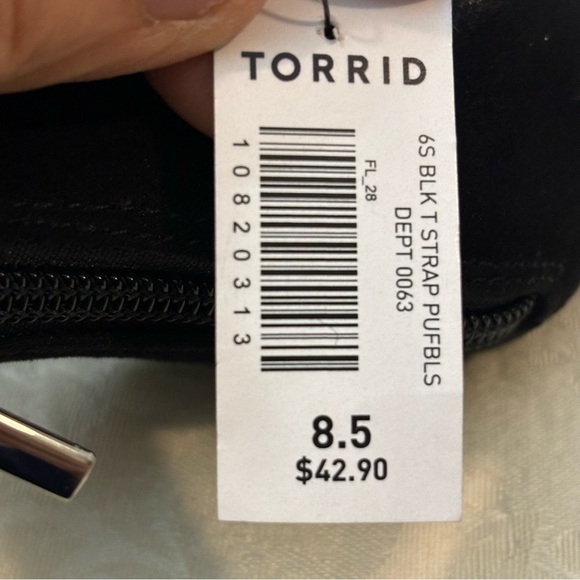 TORRID
10820313
FL_28
6S BLK T STRAP PUFBLS
DEPT 0063
8.5
$42.90